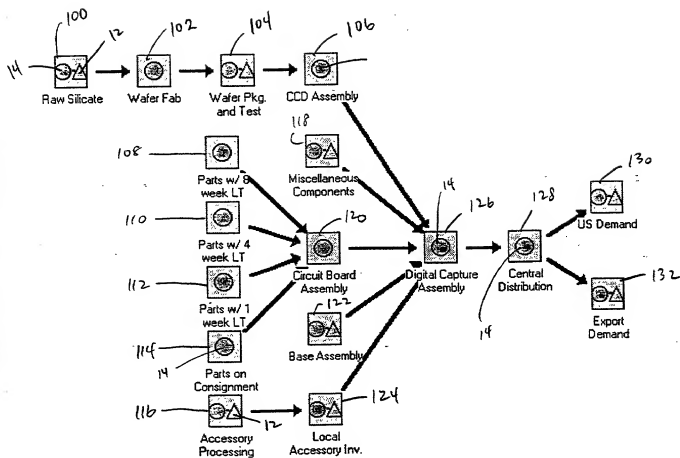 100
12
102
104
106
14
Raw Silicate
Wafer Fab
Wafer Pkg.
and Test
CCD Assembly
118
108
Parts w/ 8
week LT
Miscellaneous
Components
110
Parts w/ 4
week LT
120
Circuit Board
Assembly
14
126
Digital Capture
Assembly
128
Central
Distribution
14
130
US Demand
132
Export
Demand
112
Parts w/ 1
week LT
122
Base Assembly
114
14
Parts on
Consignment
116
12
Accessory
Processing
124
Local
Accessory Inv.